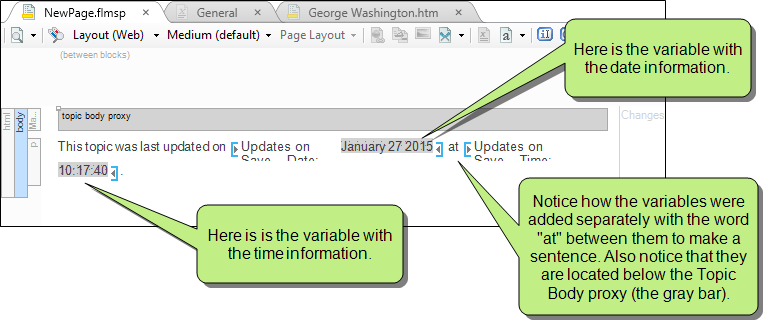 NewPage.flmsp
General
George Washington.htm
Layout (Web)
Medium (default)
Page Layout
(between blocks)
Here is the variable with
the date information.
html
body
Ma...
p
topic body proxy
Changes
This topic was last updated on Updates on Save Date: January 27 2015 at Updates on Save Time:
10:17:40 .
Here is is the variable with
the time information.
Notice how the variables were
added separately with the word
"at" between them to make a
sentence. Also notice that they
are located below the Topic
Body proxy (the gray bar).